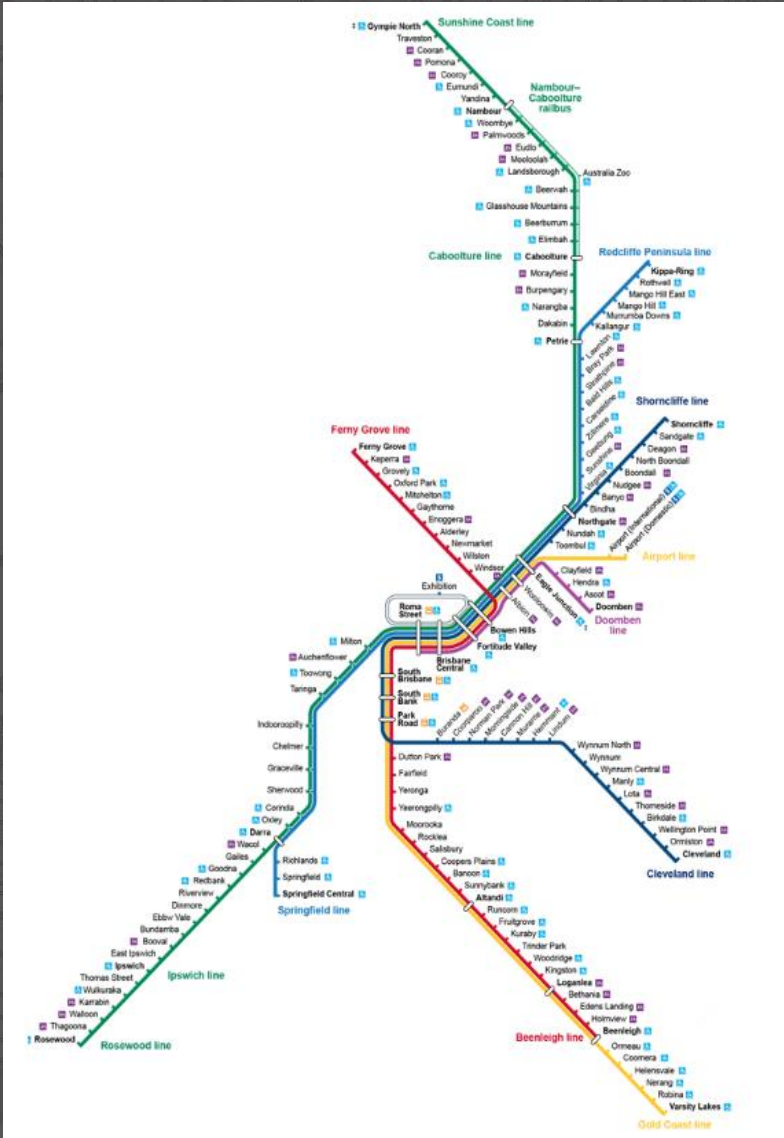 Sunshine Coast line
Gympie North
Traveston
Cooran
Pomona
Cooroy
Eumundi
Yandina
Nambour–
Caboolture
railbus
Nambour
Woombye
Palmwoods
Eudlo
Mooloolah
Landsborough
Australia Zoo
Beerwah
Glasshouse Mountains
Beerburrum
Elimbah
Caboolture line
Caboolture
Morayfield
Burpengary
Narangba
Dakabin
Petrie
Redcliffe Peninsula line
Kippa-Ring
Rothwell
Mango Hill East
Mango Hill
Murrumba Downs
Kallangur
Lawnton
Bray Park
Strathpine
Bald Hills
Carseldine
Zillmere
Geebung
Sunshine
Virginia
Shorncliffe line
Shorncliffe
Sandgate
Deagon
North Boondall
Boondall
Nudgee
Banyo
Bindha
Northgate
Nundah
Toombul
Airport (International)
Airport (Domestic)
Airport line
Ferny Grove line
Ferny Grove
Keperra
Grovely
Oxford Park
Mitchelton
Gaythorne
Enoggera
Alderley
Newmarket
Wilston
Windsor
Exhibition
Eagle Junction
Wooloowin
Albion
Clayfield
Hendra
Ascot
Doomben
Doomben
line
Roma
Street
Bowen Hills
Fortitude Valley
Brisbane
Central
Milton
Auchenflower
Toowong
Taringa
Indooroopilly
Chelmer
Graceville
Sherwood
Corinda
Oxley
Darra
Wacol
Gailes
Goodna
Redbank
Riverview
Dinmore
Ebbw Vale
Bundamba
Booval
East Ipswich
Ipswich
Thomas Street
Wulkuraka
Karrabin
Walloon
Thagoona
Rosewood
Rosewood line
Ipswich line
Richlands
Springfield
Springfield Central
Springfield line
South
Brisbane
South
Bank
Park
Road
Buranda
Coorparoo
Norman Park
Morningside
Cannon Hill
Murarrie
Hemmant
Lindum
Wynnum North
Wynnum
Wynnum Central
Manly
Lota
Thorneside
Birkdale
Wellington Point
Ormiston
Cleveland
Cleveland line
Dutton Park
Fairfield
Yeronga
Yeerongpilly
Moorooka
Rocklea
Salisbury
Coopers Plains
Banoon
Sunnybank
Altandi
Runcorn
Fruitgrove
Kuraby
Trinder Park
Woodridge
Kingston
Loganlea
Bethania
Edens Landing
Holmview
Beenleigh
Beenleigh line
Ormeau
Coomera
Helensvale
Nerang
Robina
Varsity Lakes
Gold Coast line